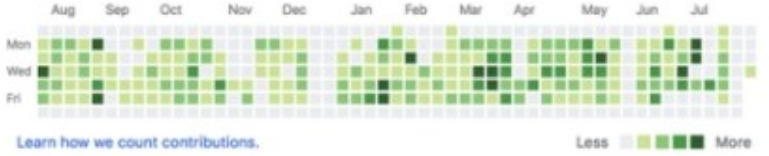 Aug Sep Oct Nov Dec Jan Feb Mar Apr May Jun Jul
Mon
Wed
Fri
Learn how we count contributions. Less More